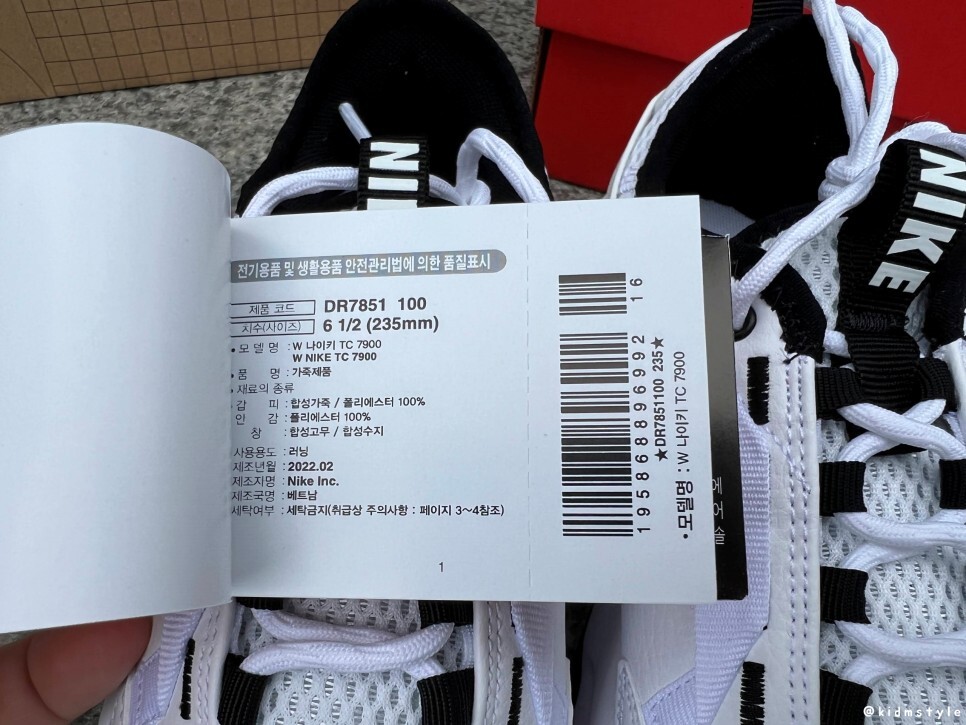 NIKE
전기용품 및 생활용품 안전관리법에 의한 품질표시
제품 코드 DR7851 100
치수(사이즈) 6 1/2 (235mm)
• 모 델 명 : W 나이키 TC 7900
W NIKE TC 7900
• 품 명 : 가죽제품
• 재료의 종류
갑 피 : 합성가죽 / 폴리에스터 100%
안 감 : 폴리에스터 100%
창 : 합성고무 / 합성수지
사용용도 : 러닝
제조년월 : 2022.02
제조지명 : Nike Inc.
제조국명 : 베트남
세탁여부 : 세탁금지(취급상 주의사항 : 페이지 3~4참조)
1
195868896992 16
★DR7851100 235★
• 모델명 : W 나이키 TC 7900
에
어
솔
@kidmstyle